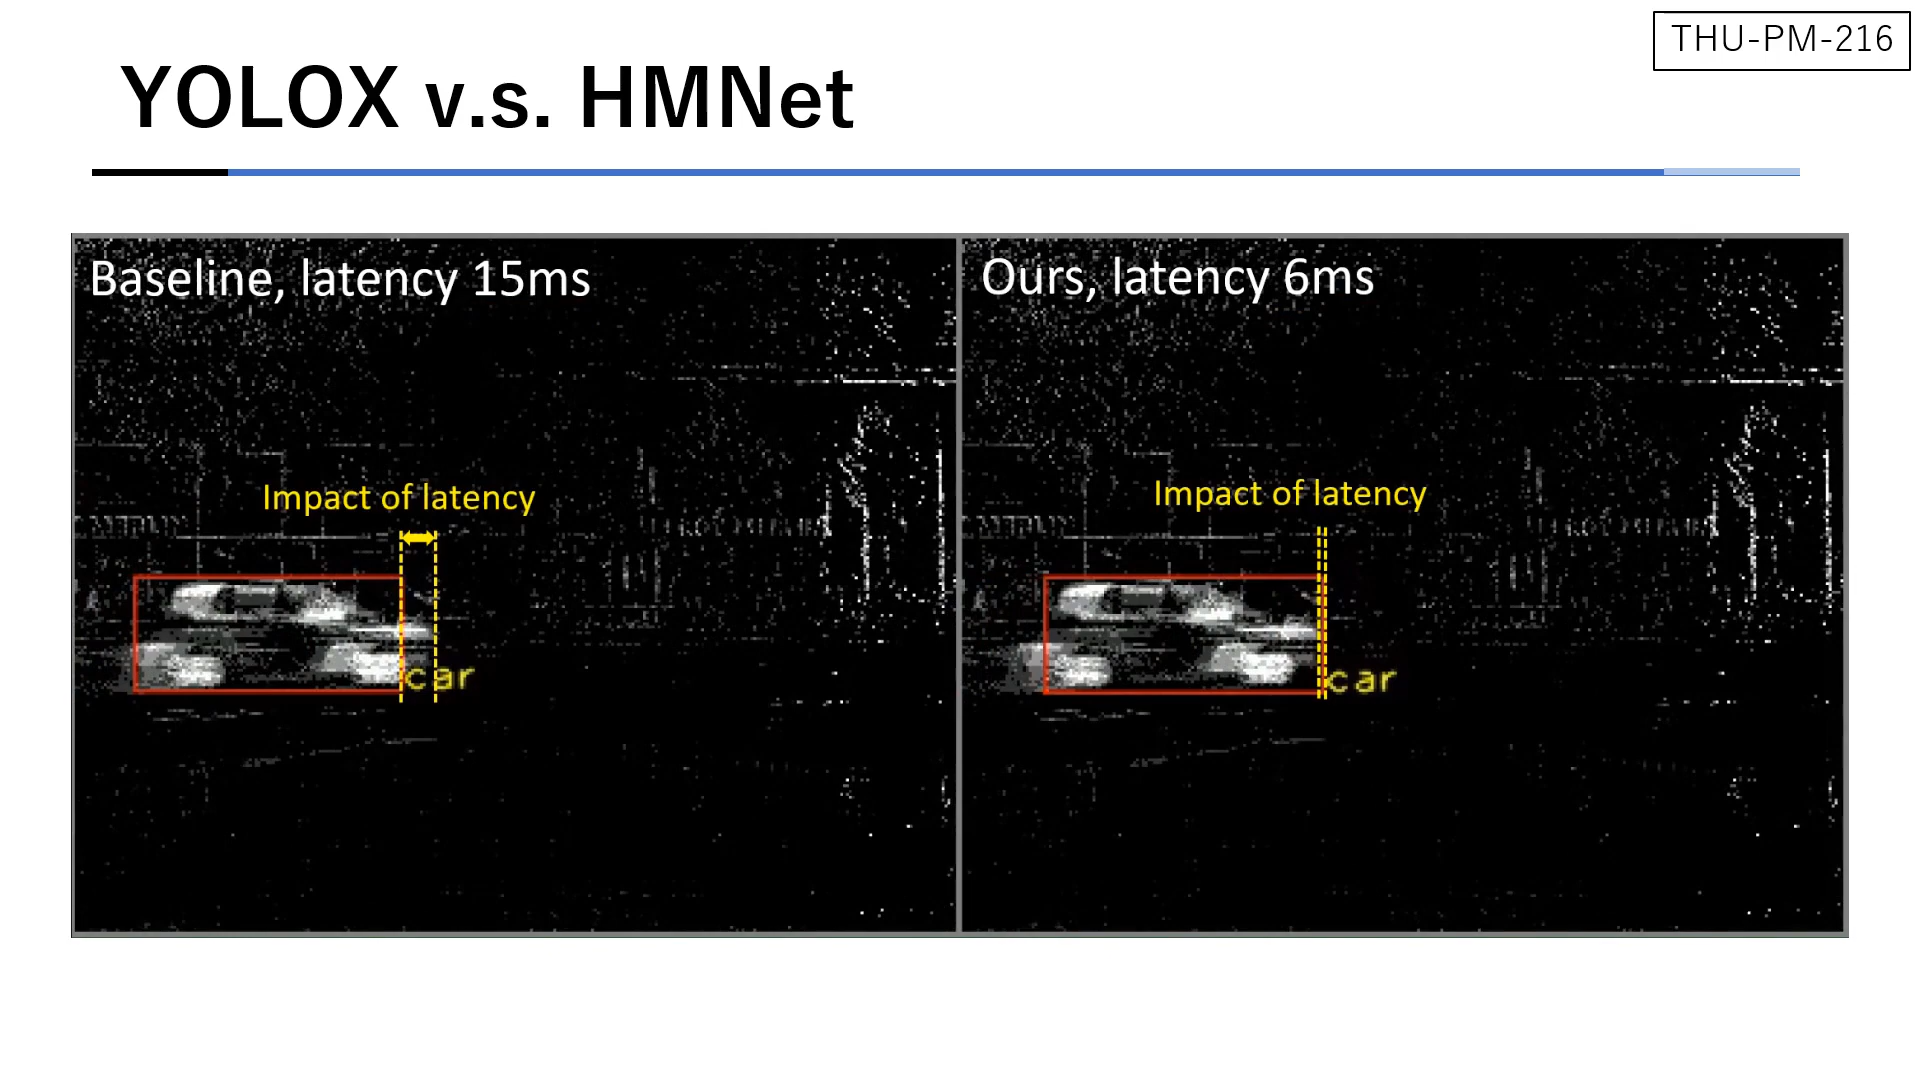 THU-PM-216
YOLOX v.s. HMNet
Baseline, latency 15ms
Impact of latency
car
Ours, latency 6ms
Impact of latency
car